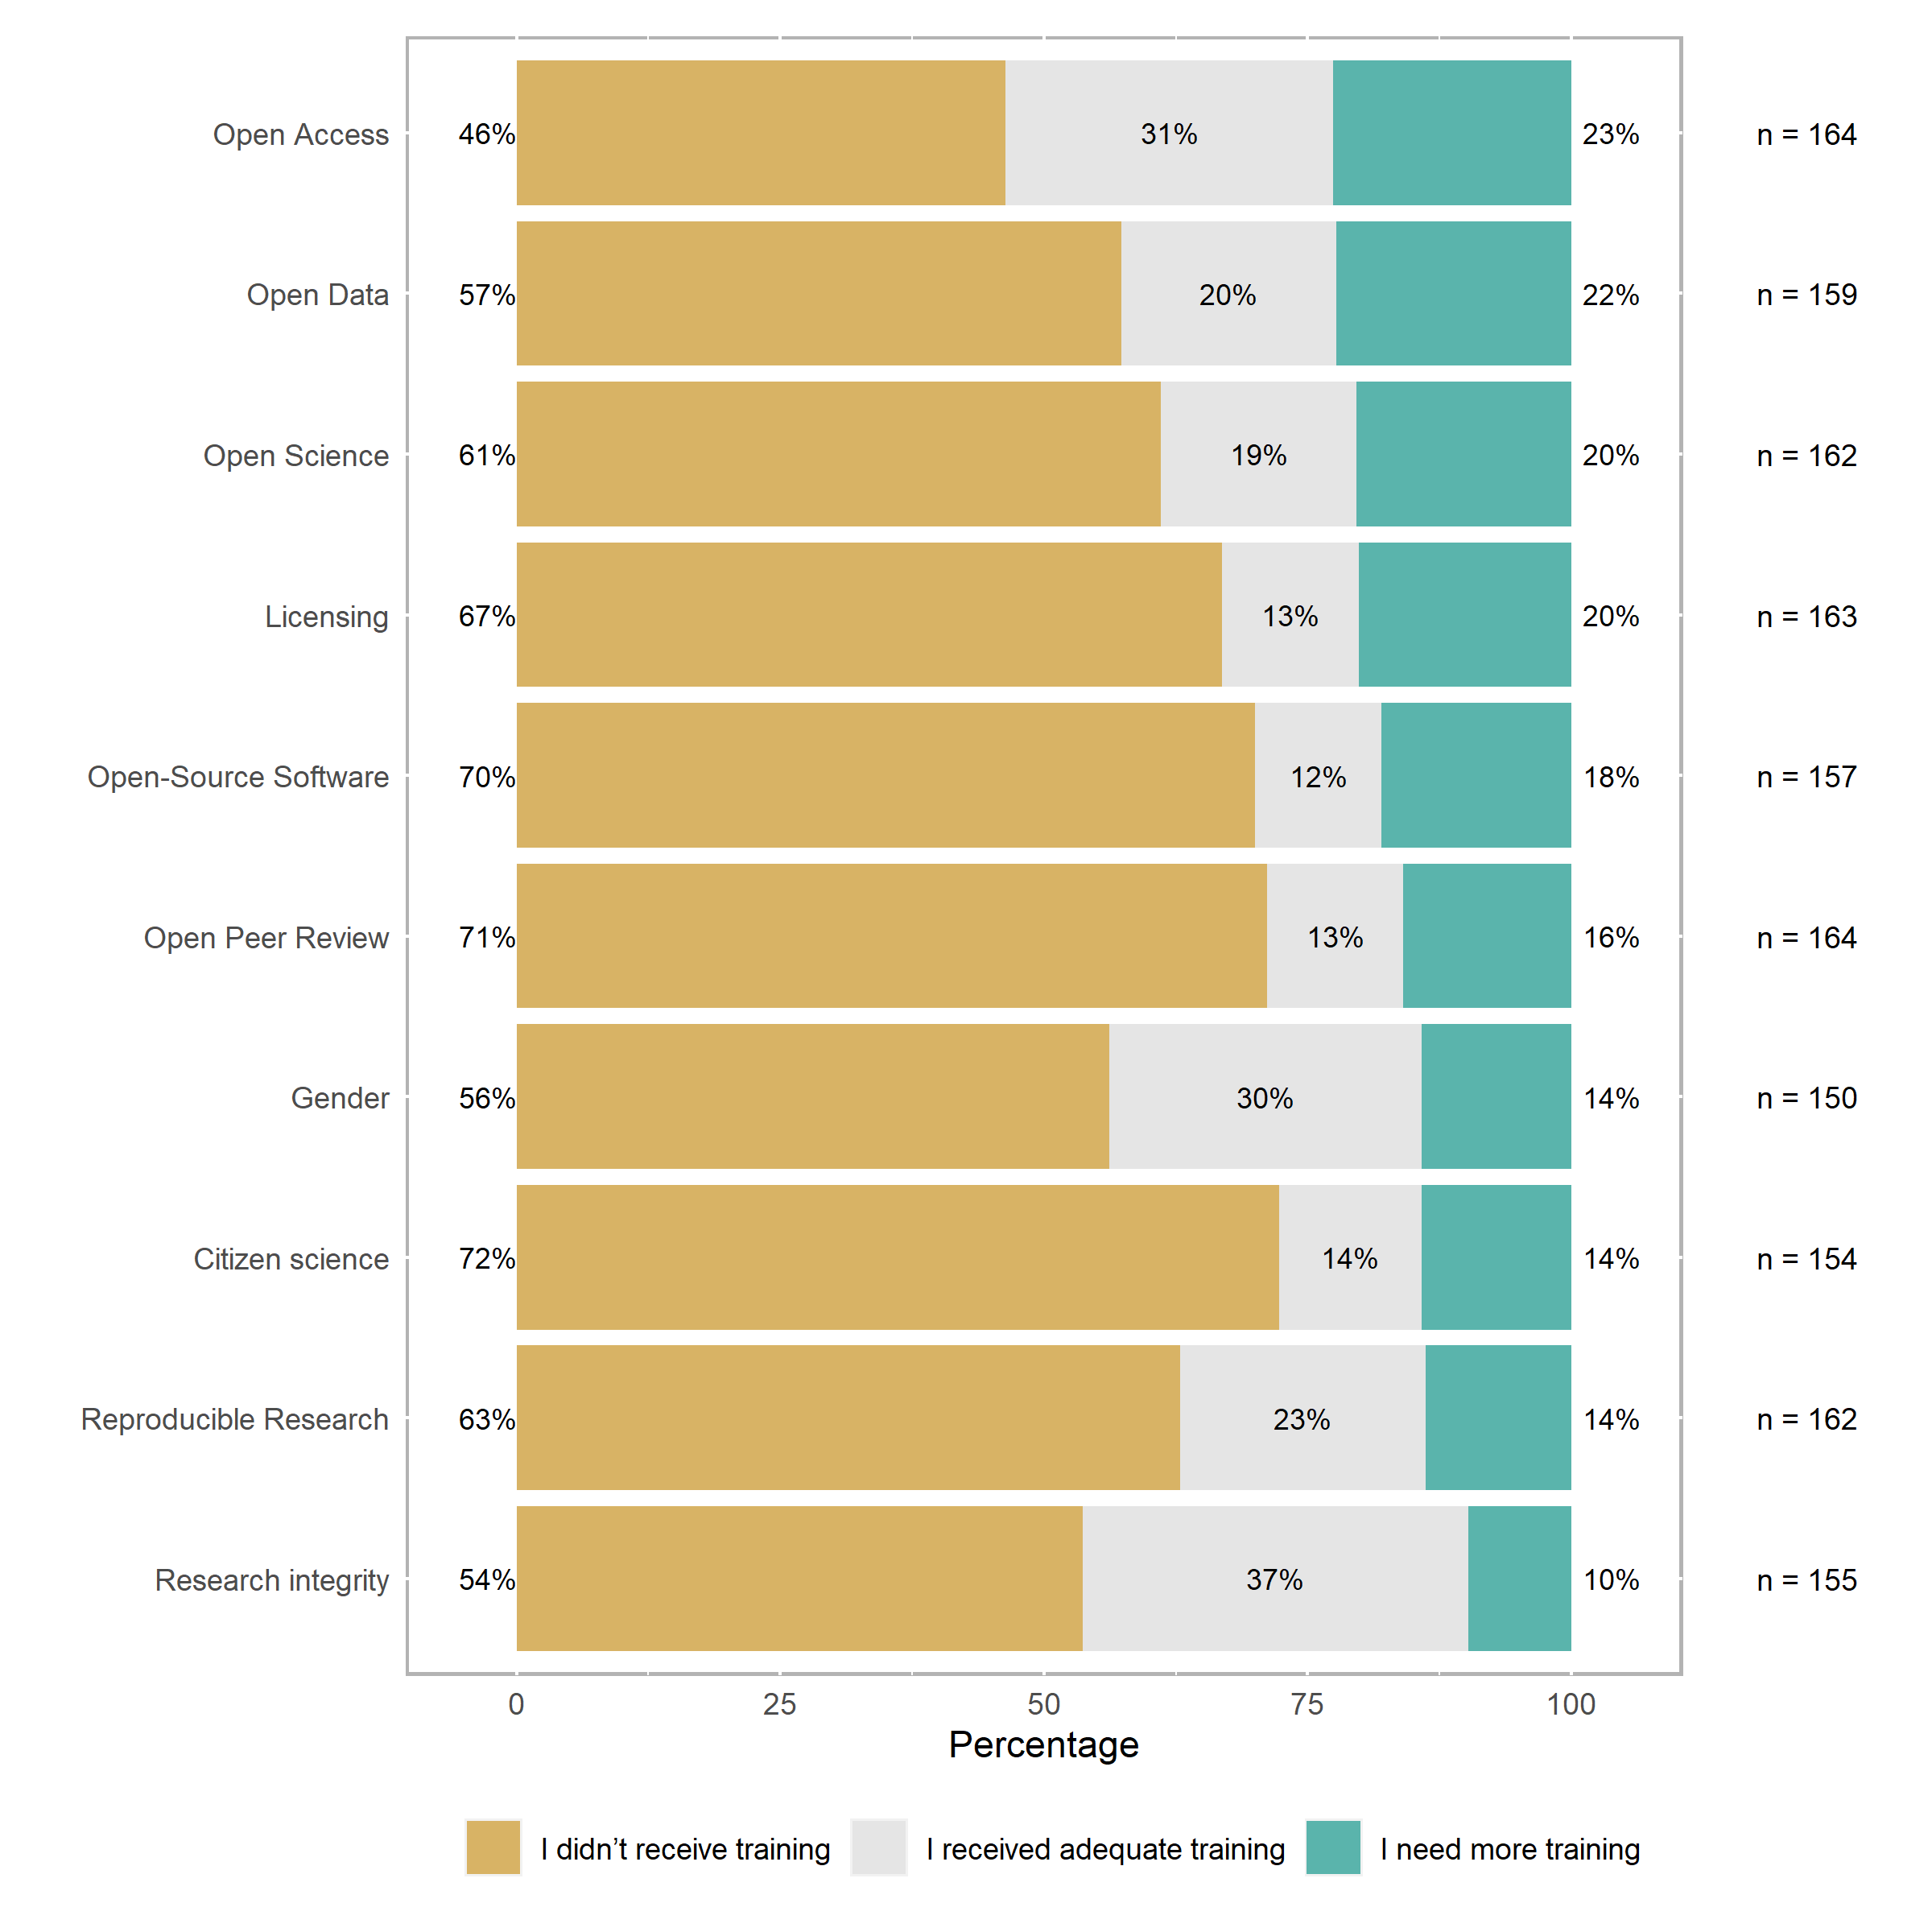 Open Access 46% 31% 23% n = 164
Open Data 57% 20% 22% n = 159
Open Science 61% 19% 20% n = 162
Licensing 67% 13% 20% n = 163
Open-Source Software 70% 12% 18% n = 157
Open Peer Review 71% 13% 16% n = 164
Gender 56% 30% 14% n = 150
Citizen science 72% 14% 14% n = 154
Reproducible Research 63% 23% 14% n = 162
Research integrity 54% 37% 10% n = 155
0 25 50 75 100
Percentage
I didn’t receive training I received adequate training I need more training